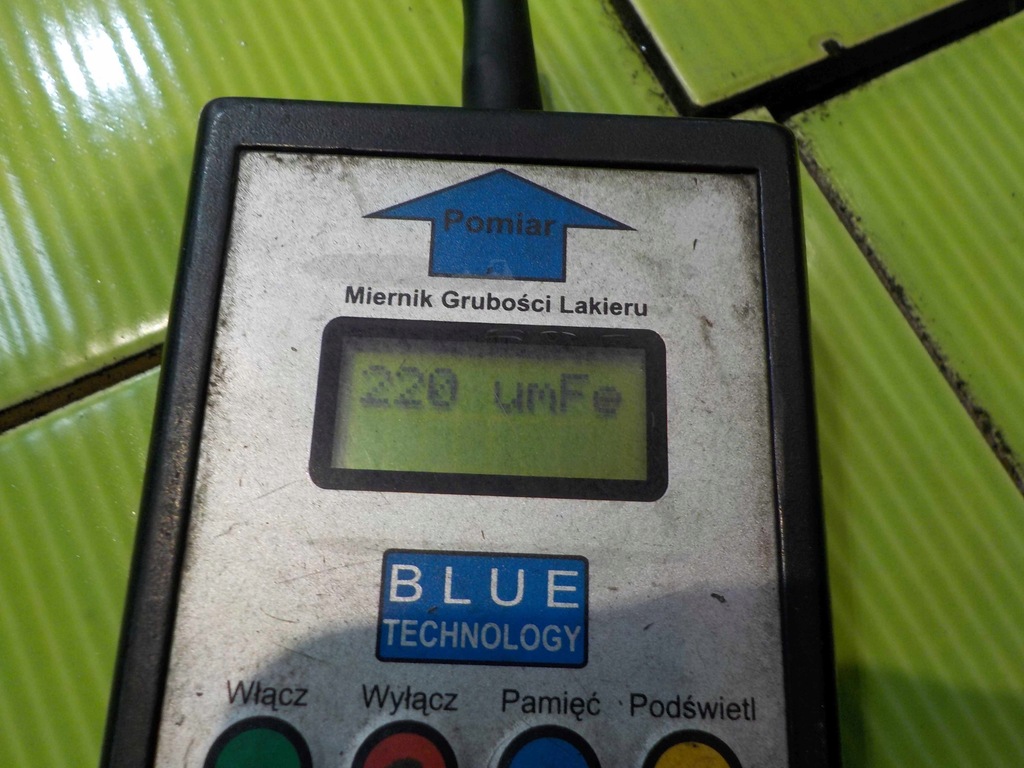 Pomiar
Miernik Grubości Lakieru
220 umFe
BLUE
TECHNOLOGY
Włącz Wyłącz Pamięć Podświetl